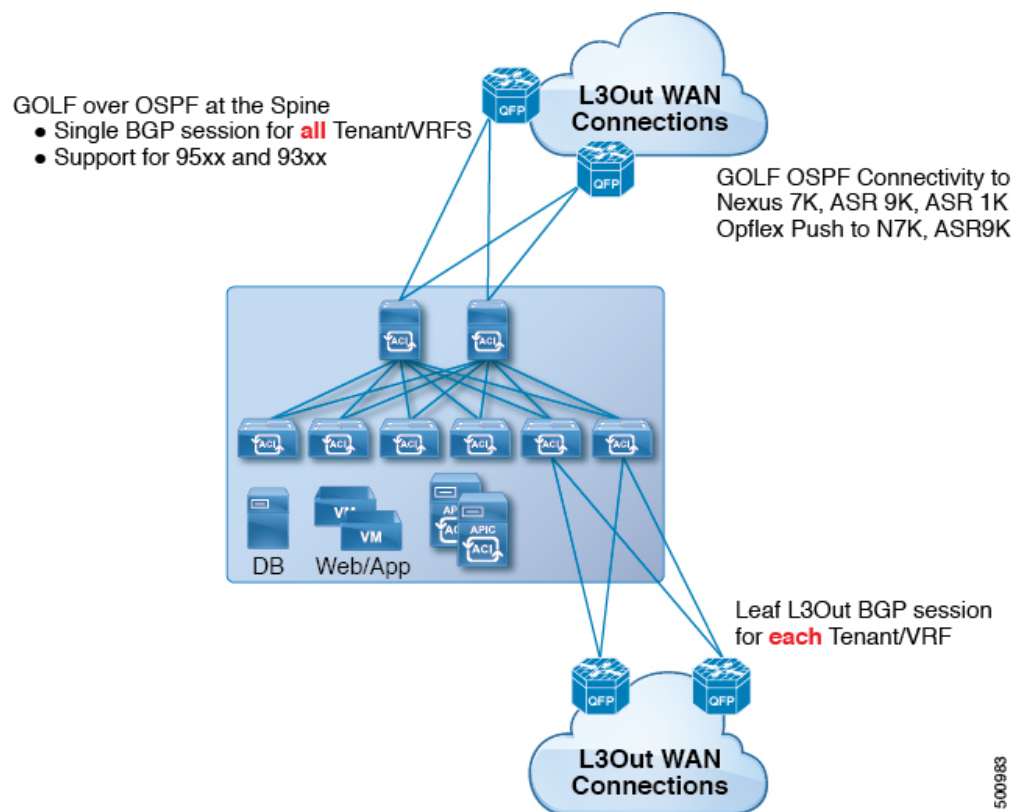 L3Out WAN
Connections
QFP
QFP
GOLF over OSPF at the Spine
● Single BGP session for all Tenant/VRFS
● Support for 95xx and 93xx
GOLF OSPF Connectivity to
Nexus 7K, ASR 9K, ASR 1K
Opflex Push to N7K, ASR9K
ACI
ACI
ACI
ACI
ACI
ACI
ACI
ACI
VM
VM
APIC
ACI
DB
Web/App
Leaf L3Out BGP session
for each Tenant/VRF
QFP
QFP
L3Out WAN
Connections
500983